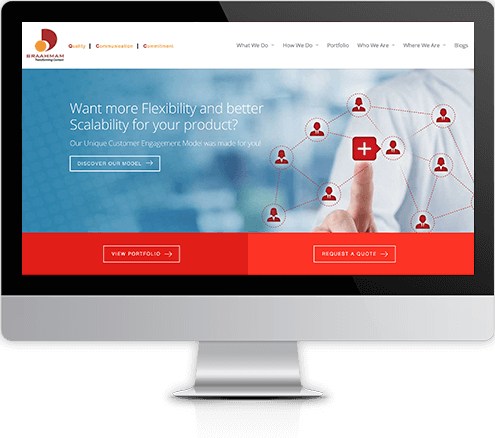 BRAAHMAM
Transforming Content
Quality | Communication | Commitment
What We Do How We Do Portfolio Who We Are Where We Are Blogs
Want more Flexibility and better
Scalability for your product?
Our Unique Customer Engagement Model was made for you!
DISCOVER OUR MODEL
VIEW PORTFOLIO
REQUEST A QUOTE